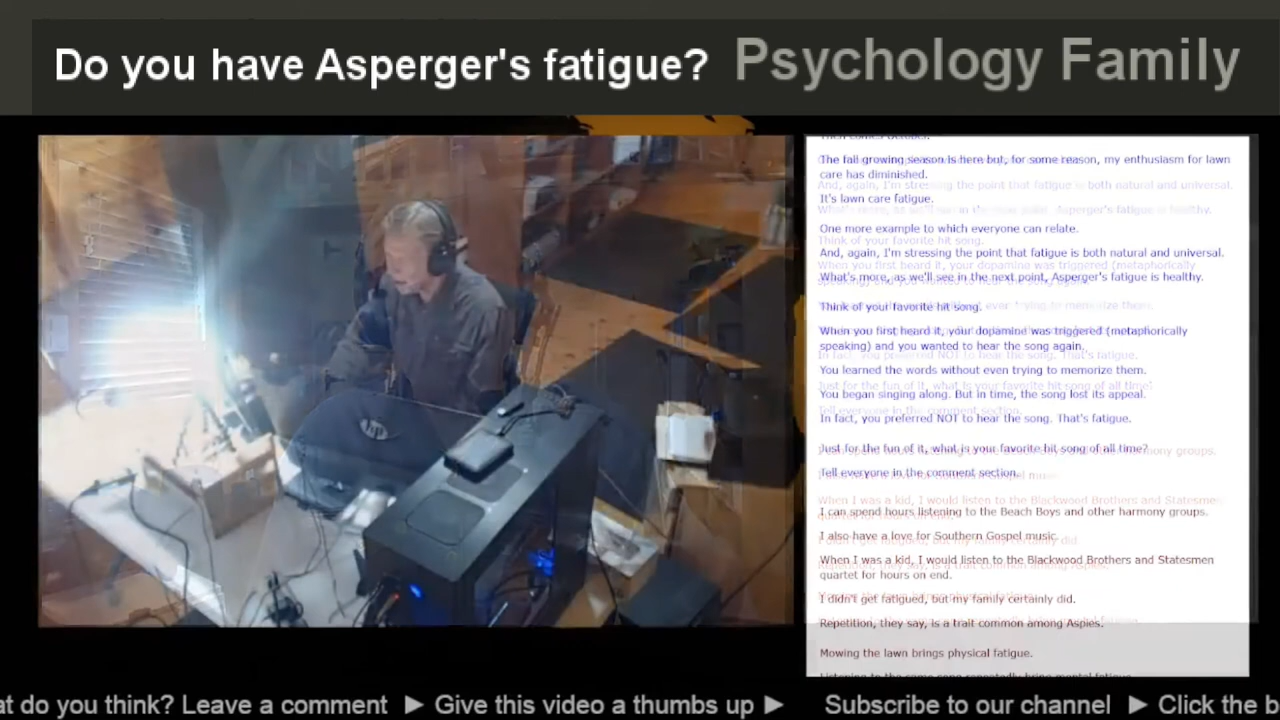 Do you have Asperger's fatigue? Psychology Family
The fall growing season is here but, for some reason, my enthusiasm for lawn
care has diminished.
It's lawn care fatigue.
One more example to which everyone can relate.
And, again, I'm stressing the point that fatigue is both natural and universal.
What's more, as we'll see in the next point, Asperger's fatigue is healthy.
Think of your favorite hit song.
When you first heard it, your dopamine was triggered (metaphorically
speaking) and you wanted to hear the song again.
You learned the words without even trying to memorize them.
You began singing along. But in time, the song lost its appeal.
In fact, you preferred NOT to hear the song. That's fatigue.
Just for the fun of it, what is your favorite hit song of all time?
Tell everyone in the comment section.
I can spend hours listening to the Beach Boys and other harmony groups.
I also have a love for Southern Gospel music.
When I was a kid, I would listen to the Blackwood Brothers and Statesmen
quartet for hours on end.
I didn't get fatigued, but my family certainly did.
Repetition, they say, is a trait common among Aspies.
Mowing the lawn brings physical fatigue.
hp
at do you think? Leave a comment ► Give this video a thumbs up ► Subscribe to our channel ► Click the b